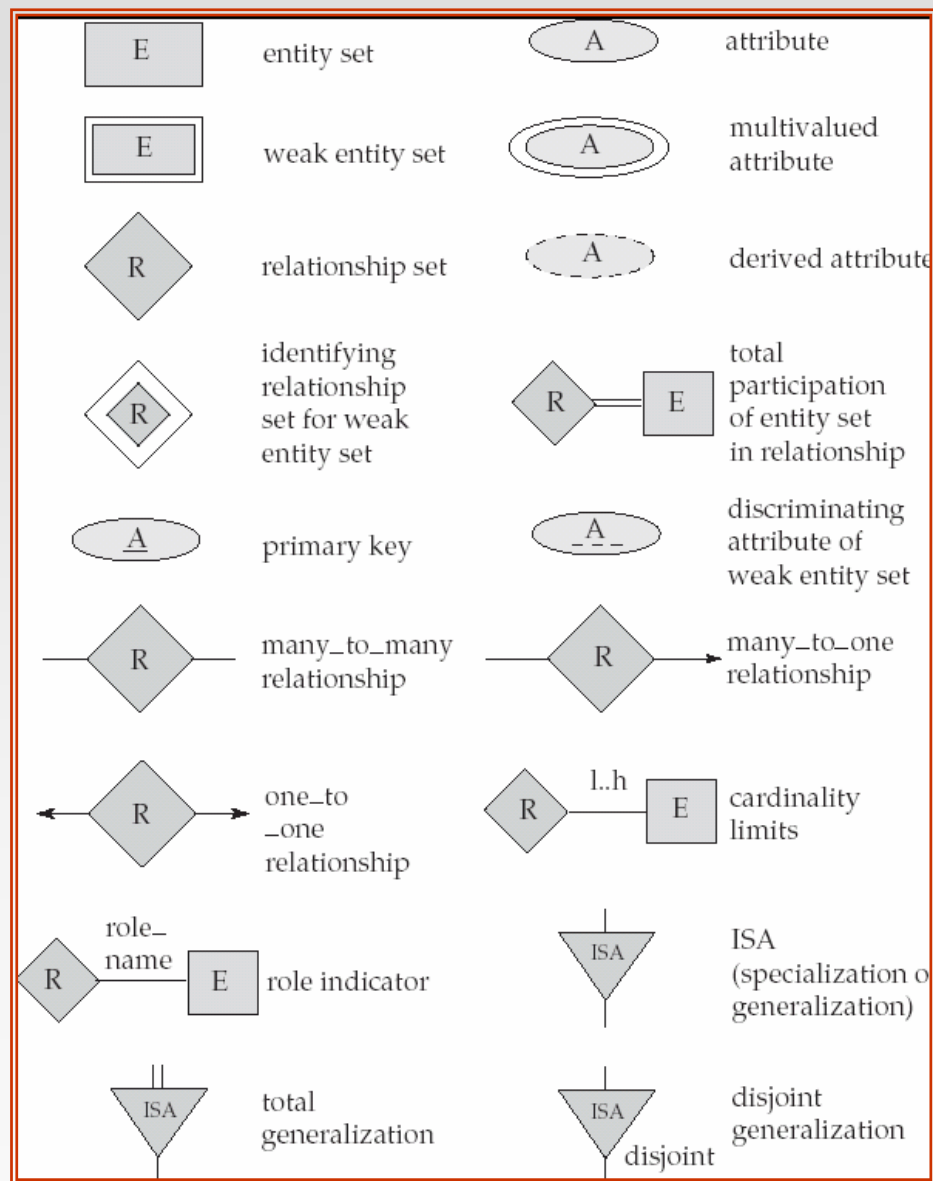 E
entity set
A
attribute
E
weak entity set
A
multivalued
attribute
R
relationship set
A
derived attribute
R
identifying
relationship
set for weak
entity set
R
E
total
participation
of entity set
in relationship
A
primary key
A
discriminating
attribute of
weak entity set
R
many_to_many
relationship
R
many_to_one
relationship
R
one_to
_one
relationship
R
l..h
E
cardinality
limits
R
role_
name
E
role indicator
ISA
ISA
(specialization o
generalization)
ISA
total
generalization
ISA
disjoint
disjoint
generalization